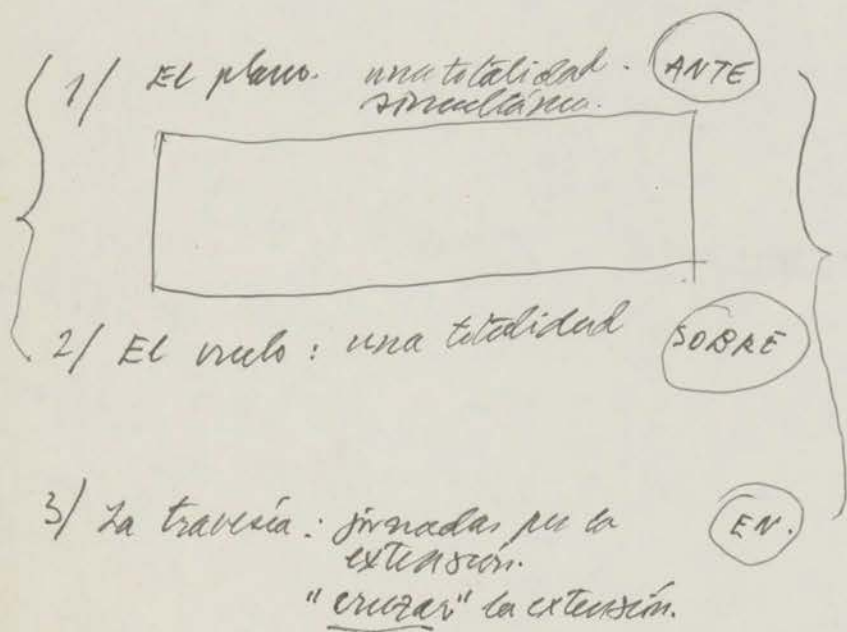 1/ El plano. una totalidad. ANTE
simultánea.
2/ El vuelo: una totalidad SOBRE
3/ La travesía: jornadas por la EN.
extensión.
"cruzar" la extensión.